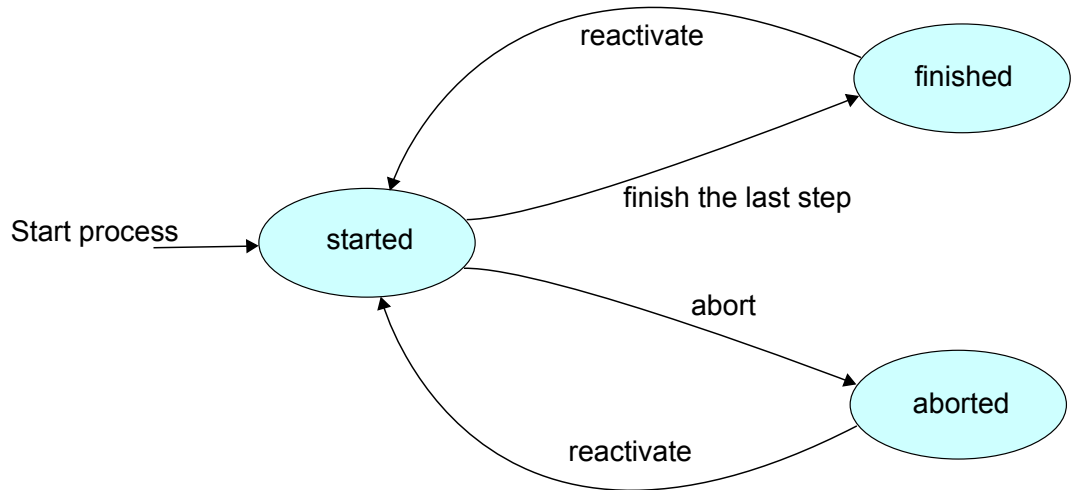 reactivate
finished
finish the last step
Start process
started
abort
aborted
reactivate